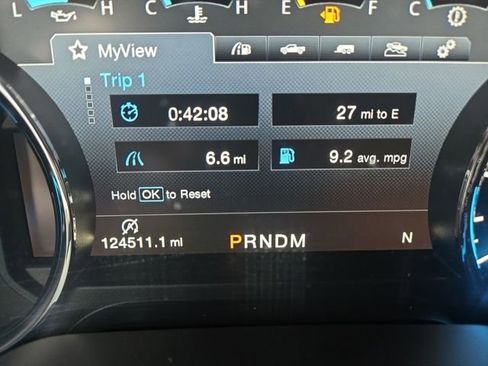 L H C H E F C
MyView
Trip 1
0:42:08 27 mi to E
6.6 mi 9.2 avg. mpg
Hold OK to Reset
124511.1 mi PRNDM N